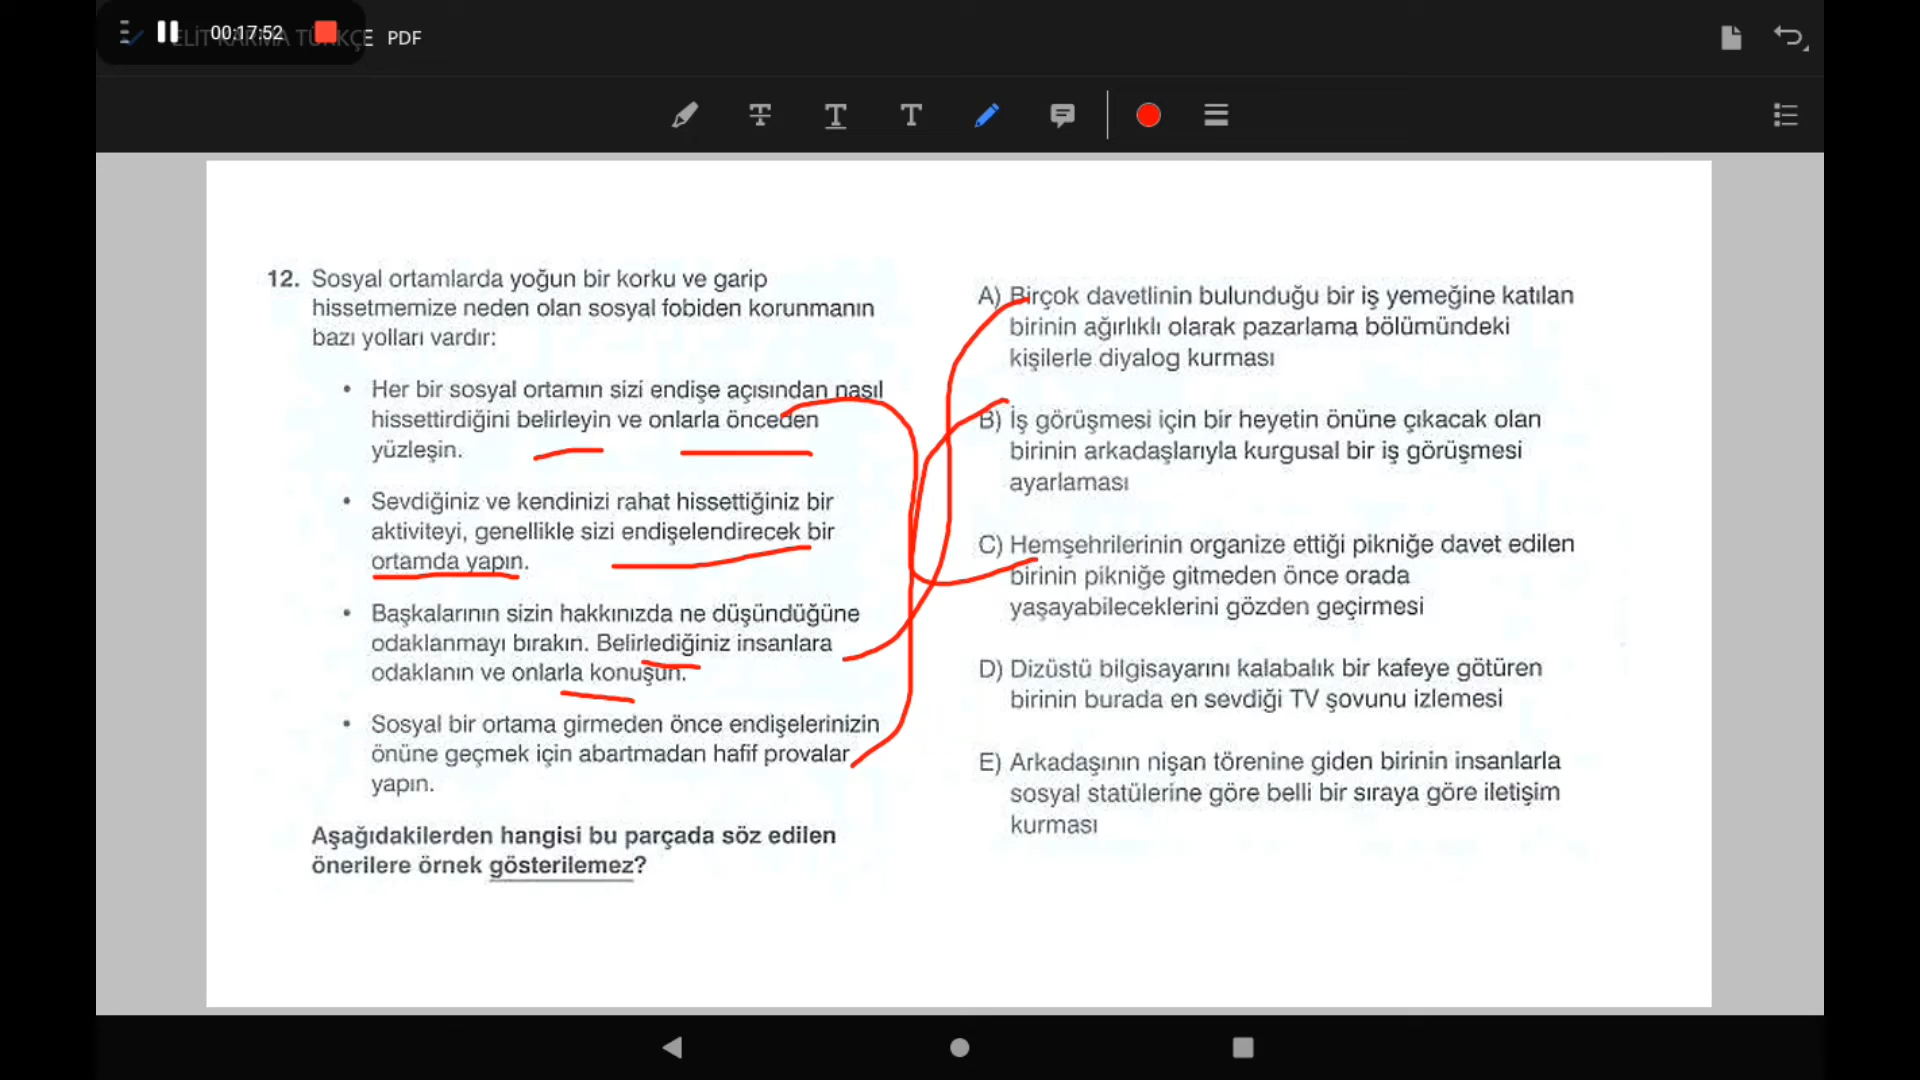 00:17:52
ELİT KARMA TÜRKÇE PDF
12. Sosyal ortamlarda yoğun bir korku ve garip
hissetmemize neden olan sosyal fobiden korunmanın
bazı yolları vardır:
• Her bir sosyal ortamın sizi endişe açısından nasıl
hissettirdiğini belirleyin ve onlarla önceden
yüzleşin.
• Sevdiğiniz ve kendinizi rahat hissettiğiniz bir
aktiviteyi, genellikle sizi endişelendirecek bir
ortamda yapın.
• Başkalarının sizin hakkınızda ne düşündüğüne
odaklanmayı bırakın. Belirlediğiniz insanlara
odaklanın ve onlarla konuşun.
• Sosyal bir ortama girmeden önce endişelerinizin
önüne geçmek için abartmadan hafif provalar
yapın.
Aşağıdakilerden hangisi bu parçada söz edilen
önerilere örnek gösterilemez?
A) Birçok davetlinin bulunduğu bir iş yemeğine katılan
birinin ağırlıklı olarak pazarlama bölümündeki
kişilerle diyalog kurması
B) İş görüşmesi için bir heyetin önüne çıkacak olan
birinin arkadaşlarıyla kurgusal bir iş görüşmesi
ayarlaması
C) Hemşehrilerinin organize ettiği pikniğe davet edilen
birinin pikniğe gitmeden önce orada
yaşayabileceklerini gözden geçirmesi
D) Dizüstü bilgisayarını kalabalık bir kafeye götüren
birinin burada en sevdiği TV şovunu izlemesi
E) Arkadaşının nişan törenine giden birinin insanlarla
sosyal statülerine göre belli bir sıraya göre iletişim
kurması